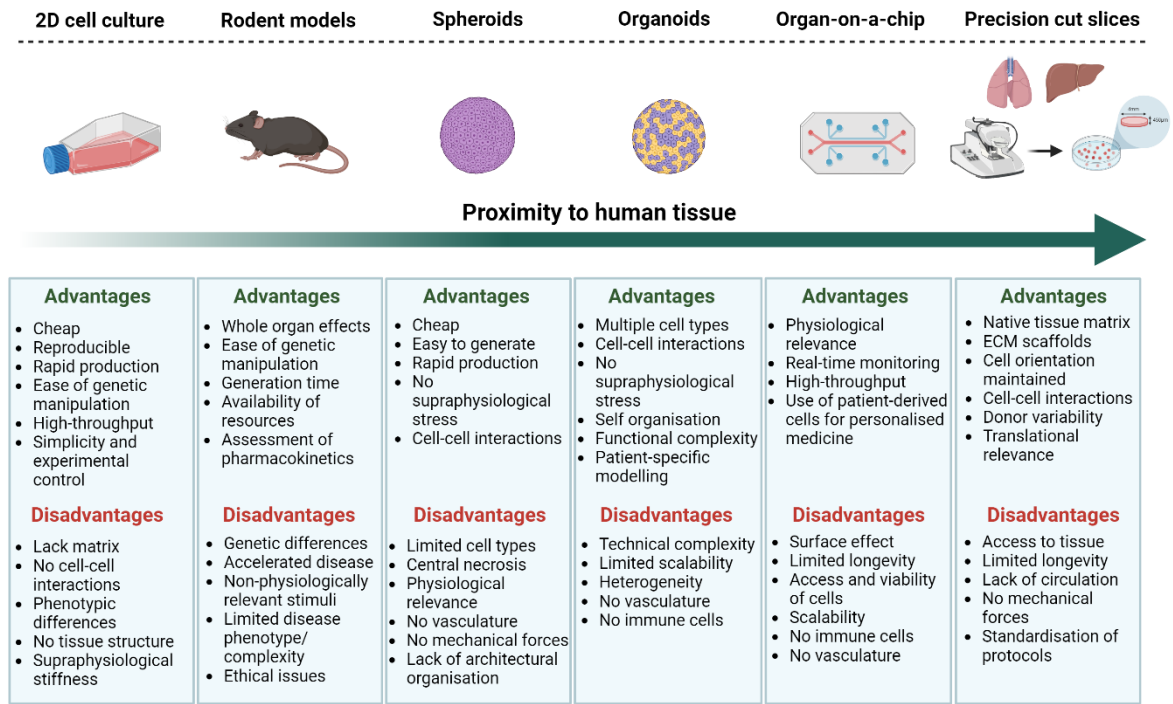 2D cell culture
Rodent models
Spheroids
Organoids
Organ-on-a-chip
Precision cut slices
Proximity to human tissue
Advantages
• Cheap
• Reproducible
• Rapid production
• Ease of genetic
manipulation
• High-throughput
• Simplicity and
experimental
control
Disadvantages
• Lack matrix
• No cell-cell
interactions
• Phenotypic
differences
• No tissue structure
• Supraphysiological
stiffness
Advantages
• Whole organ effects
• Ease of genetic
manipulation
• Generation time
• Availability of
resources
• Assessment of
pharmacokinetics
Disadvantages
• Genetic differences
• Accelerated disease
• Non-physiologically
relevant stimuli
• Limited disease
phenotype/
complexity
• Ethical issues
Advantages
• Cheap
• Easy to generate
• Rapid production
• No
supraphysiological
stress
• Cell-cell interactions
Disadvantages
• Limited cell types
• Central necrosis
• Physiological
relevance
• No vasculature
• No mechanical forces
• Lack of architectural
organisation
Advantages
• Multiple cell types
• Cell-cell interactions
• No
supraphysiological
stress
• Self organisation
• Functional complexity
• Patient-specific
modelling
Disadvantages
• Technical complexity
• Limited scalability
• Heterogeneity
• No vasculature
• No immune cells
Advantages
• Physiological
relevance
• Real-time monitoring
• High-throughput
• Use of patient-derived
cells for personalised
medicine
Disadvantages
• Surface effect
• Limited longevity
• Access and viability
of cells
• Scalability
• No immune cells
• No vasculature
Advantages
• Native tissue matrix
• ECM scaffolds
• Cell orientation
maintained
• Cell-cell interactions
• Donor variability
• Translational
relevance
Disadvantages
• Access to tissue
• Limited longevity
• Lack of circulation
• No mechanical
forces
• Standardisation of
protocols